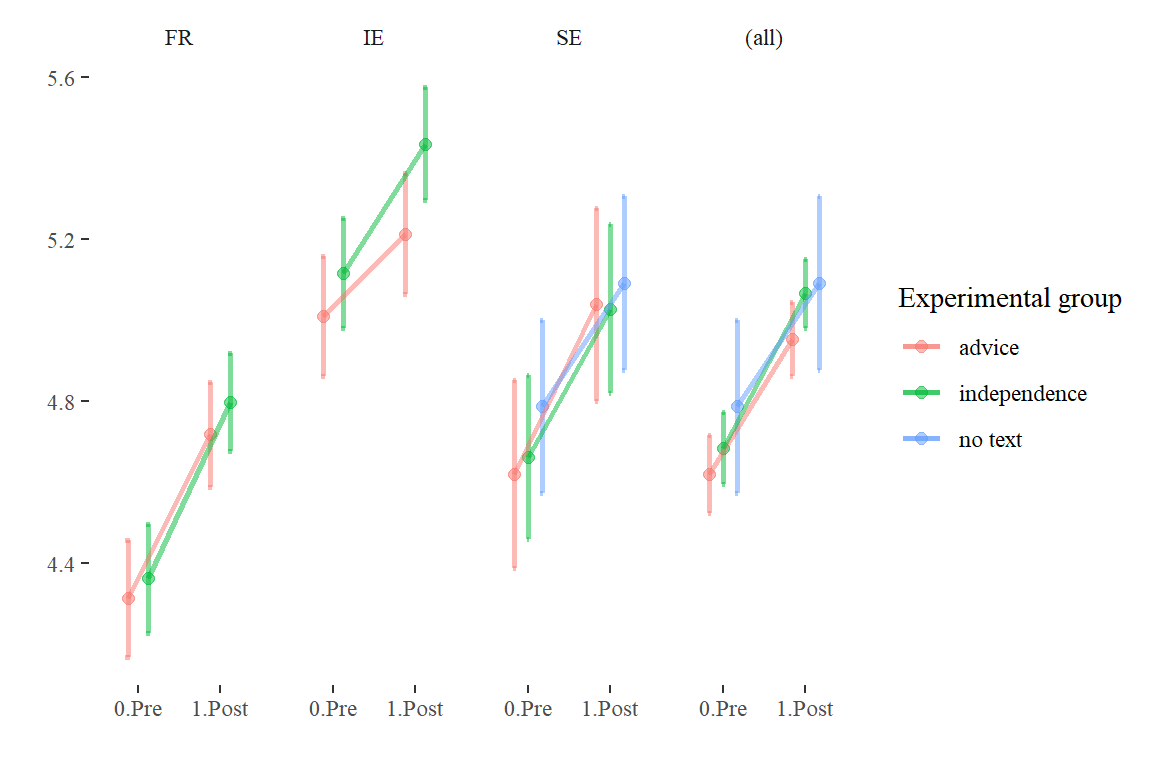 FR IE SE (all)
5.6
5.2
4.8
4.4
0.Pre 1.Post 0.Pre 1.Post 0.Pre 1.Post 0.Pre 1.Post
Experimental group
advice
independence
no text